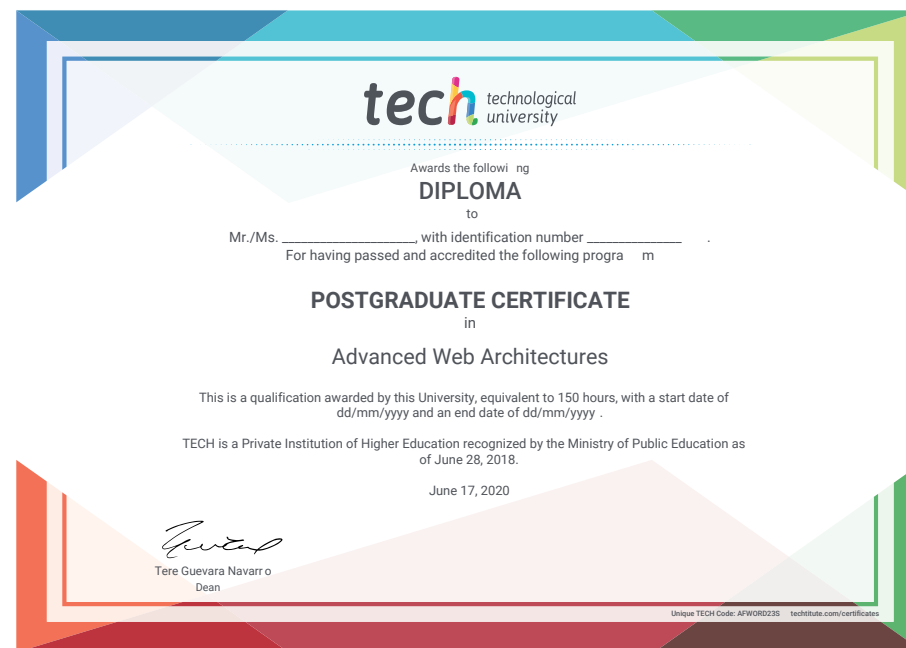 tech technological
university
Awards the followi ng
DIPLOMA
to
Mr./Ms. ____________________, with identification number ______________ .
For having passed and accredited the following progra m
POSTGRADUATE CERTIFICATE
in
Advanced Web Architectures
This is a qualification awarded by this University, equivalent to 150 hours, with a start date of
dd/mm/yyyy and an end date of dd/mm/yyyy .
TECH is a Private Institution of Higher Education recognized by the Ministry of Public Education as
of June 28, 2018.
June 17, 2020
Tere Guevara Navarr o
Dean
Unique TECH Code: AFWORD23S techtitute.com/certificates